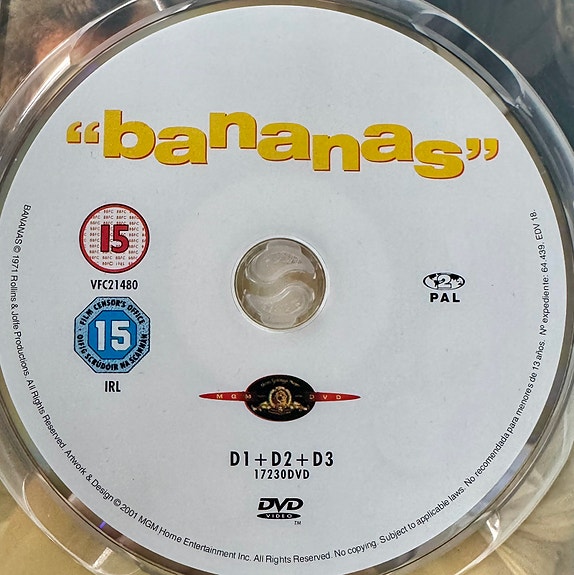 “bananas”
15
VFC21480
FILM CENSOR'S OFFICE
OIFIG SCRÚDÓIR NA SCANNÁN
15
IRL
2
PAL
MGM DVD
D1+D2+D3
17230DVD
DVD
VIDEO
TM
BANANAS © 1971 Rollins & Joffe Productions. All Rights Reserved. Artwork & Design © 2001 MGM Home Entertainment Inc. All Rights Reserved. No copying. Subject to applicable laws. No recomendada para menores de 13 años. Nº expediente: 64.439. EDV 18.